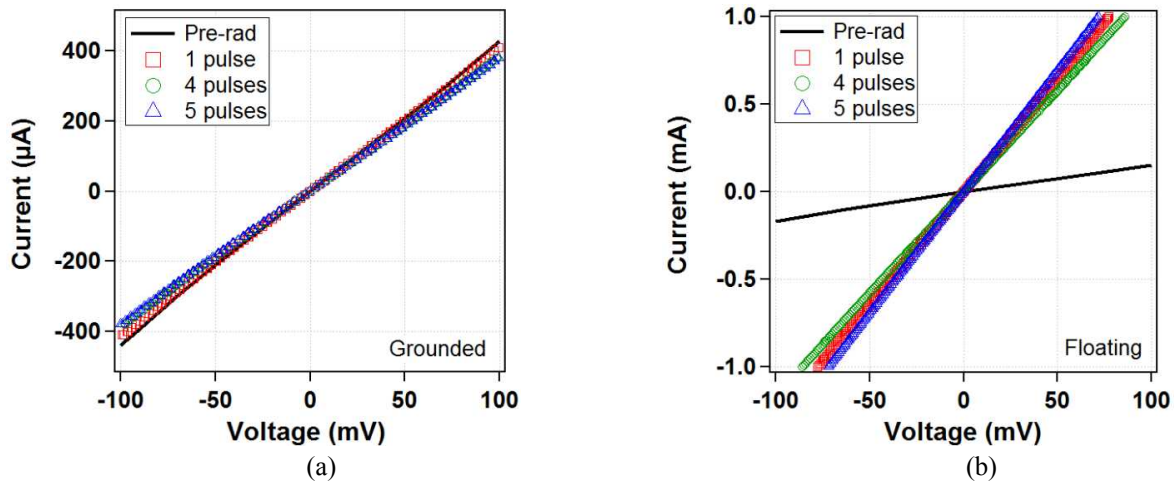 Pre-rad
1 pulse
4 pulses
5 pulses
400
200
0
-200
-400
Current (µA)
Grounded
-100
-50
0
50
100
Voltage (mV)
(a)
Pre-rad
1 pulse
4 pulses
5 pulses
1.0
0.5
0.0
-0.5
-1.0
Current (mA)
Floating
-100
-50
0
50
100
Voltage (mV)
(b)